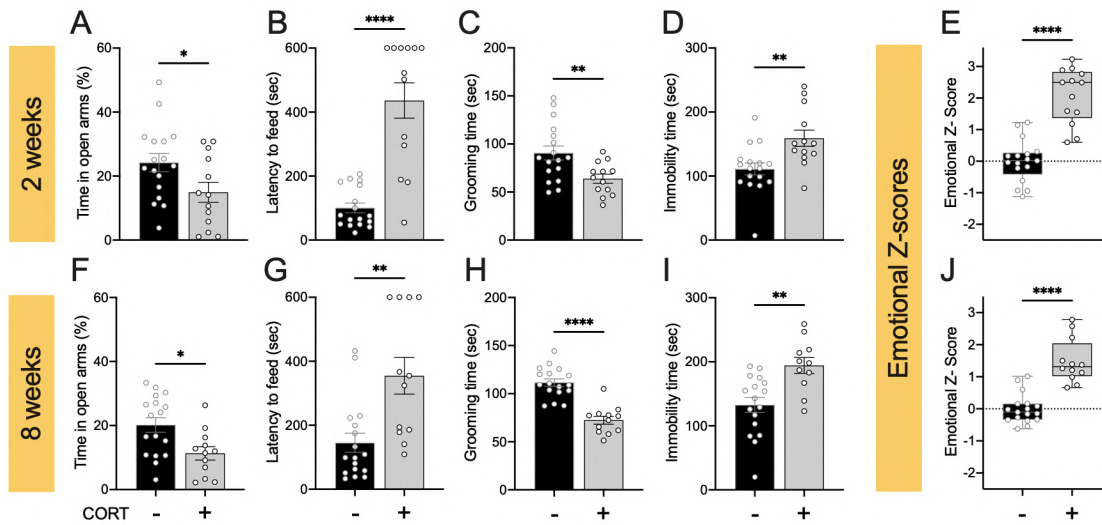 2 weeks
A
Time in open arms (%)
60
40
20
0
*
B
Latency to feed (sec)
600
400
200
0
****
C
Grooming time (sec)
200
150
100
50
0
**
D
Immobility time (sec)
300
200
100
0
**
Emotional Z-scores
E
Emotional Z- Score
3
2
1
0
-1
-2
****
8 weeks
F
Time in open arms (%)
60
40
20
0
*
G
Latency to feed (sec)
600
400
200
0
**
H
Grooming time (sec)
200
150
100
50
0
****
I
Immobility time (sec)
300
200
100
0
**
J
Emotional Z- Score
3
2
1
0
-1
-2
****
CORT - + - + - + - + - +